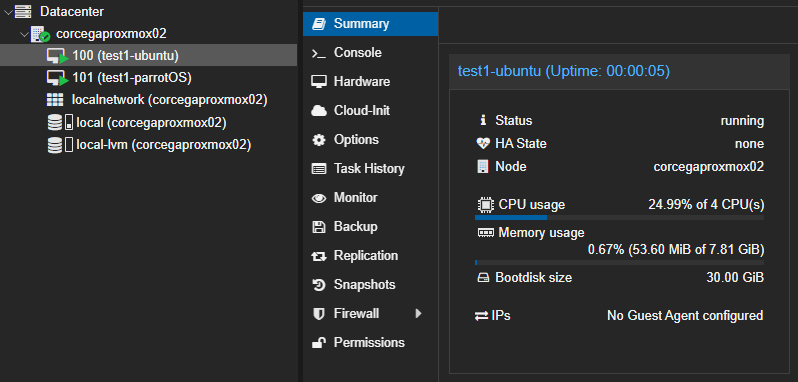 Datacenter
corcegaproxmox02
100 (test1-ubuntu)
101 (test1-parrotOS)
localnetwork (corcegaproxmox02)
local (corcegaproxmox02)
local-lvm (corcegaproxmox02)
Summary
Console
Hardware
Cloud-Init
Options
Task History
Monitor
Backup
Replication
Snapshots
Firewall
Permissions
test1-ubuntu (Uptime: 00:00:05)
Status running
HA State none
Node corcegaproxmox02
CPU usage 24.99% of 4 CPU(s)
Memory usage
0.67% (53.60 MiB of 7.81 GiB)
Bootdisk size 30.00 GiB
IPs No Guest Agent configured